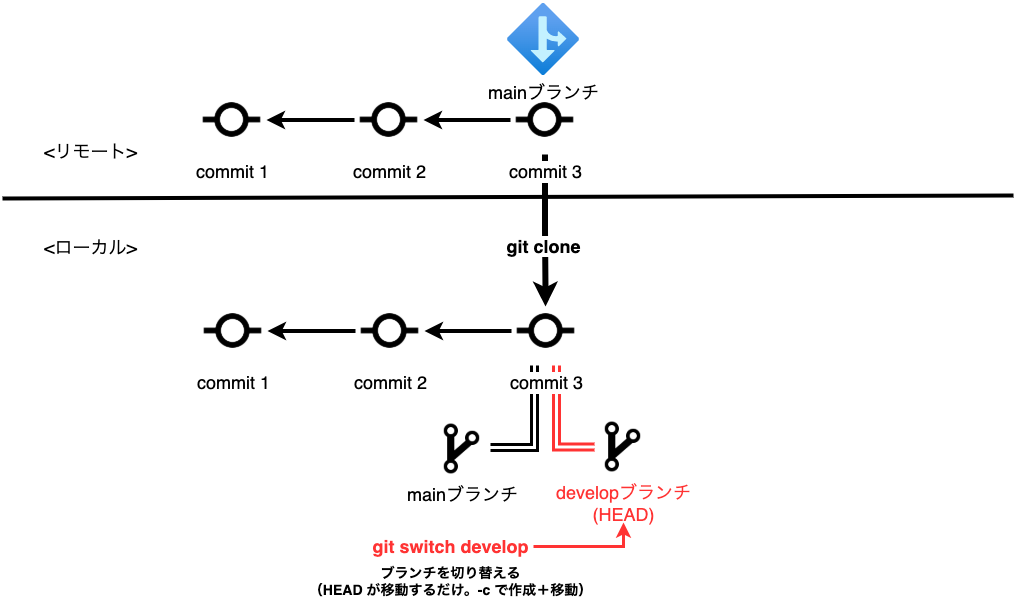 mainブランチ
<リモート>
commit 1
commit 2
commit 3
<ローカル>
git clone
commit 1
commit 2
commit 3
mainブランチ
developブランチ
(HEAD)
git switch develop
ブランチを切り替える
（HEAD が移動するだけ。-c で作成＋移動）